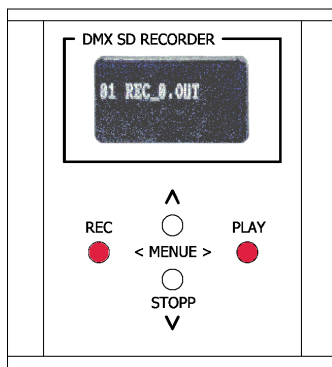 DMX SD RECORDER
01 REC_0.OUT
REC
PLAY
< MENUE >
STOPP